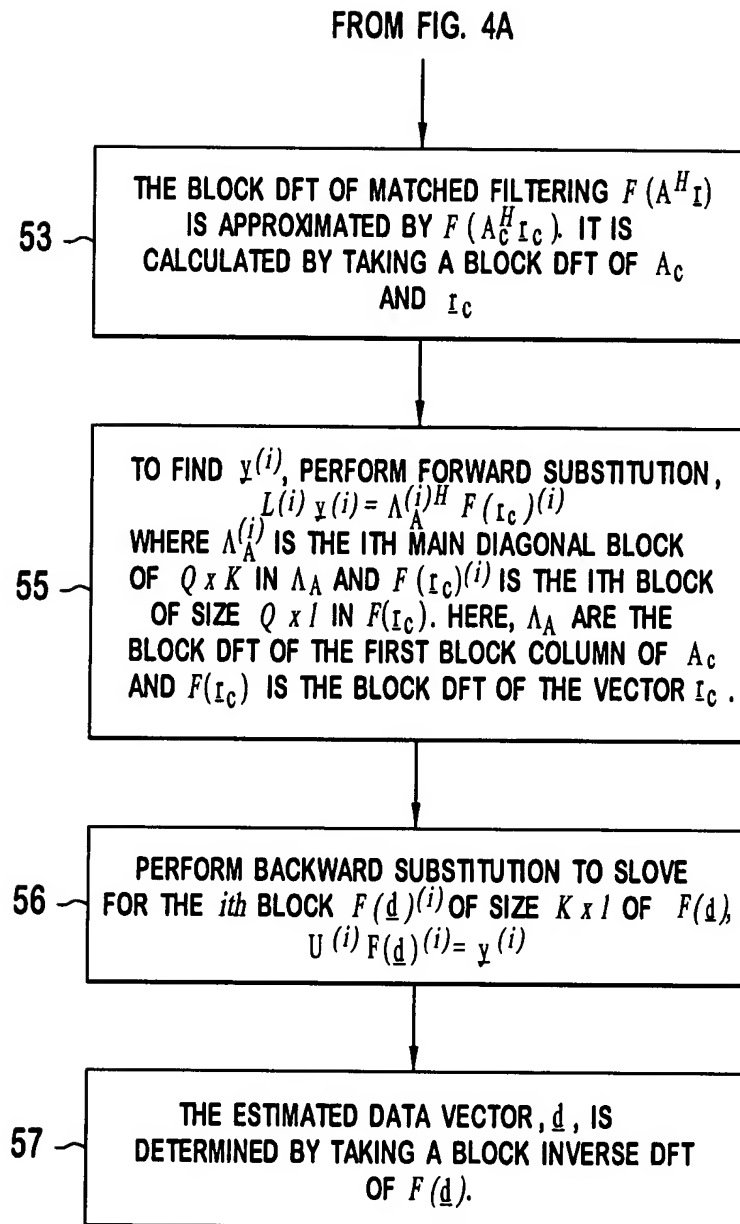 FROM FIG. 4A
THE BLOCK DFT OF MATCHED FILTERING F(A^H r)
53 IS APPROXIMATED BY F(A_C^H r_C). IT IS
CALCULATED BY TAKING A BLOCK DFT OF A_C
AND r_C
TO FIND y^(i), PERFORM FORWARD SUBSTITUTION,
L(i) y(i) = Λ_A^(i)H F(r_C)^(i)
WHERE Λ_A^(i) IS THE ITH MAIN DIAGONAL BLOCK
55 OF Q x K IN Λ_A AND F(r_C)^(i) IS THE ITH BLOCK
OF SIZE Q x 1 IN F(r_C). HERE, Λ_A ARE THE
BLOCK DFT OF THE FIRST BLOCK COLUMN OF A_C
AND F(r_C) IS THE BLOCK DFT OF THE VECTOR r_C.
PERFORM BACKWARD SUBSTITUTION TO SLOVE
56 FOR THE ith BLOCK F(d)^(i) OF SIZE K x 1 OF F(d),
U^(i) F(d)^(i) = y^(i)
THE ESTIMATED DATA VECTOR, d, IS
57 DETERMINED BY TAKING A BLOCK INVERSE DFT
OF F(d).